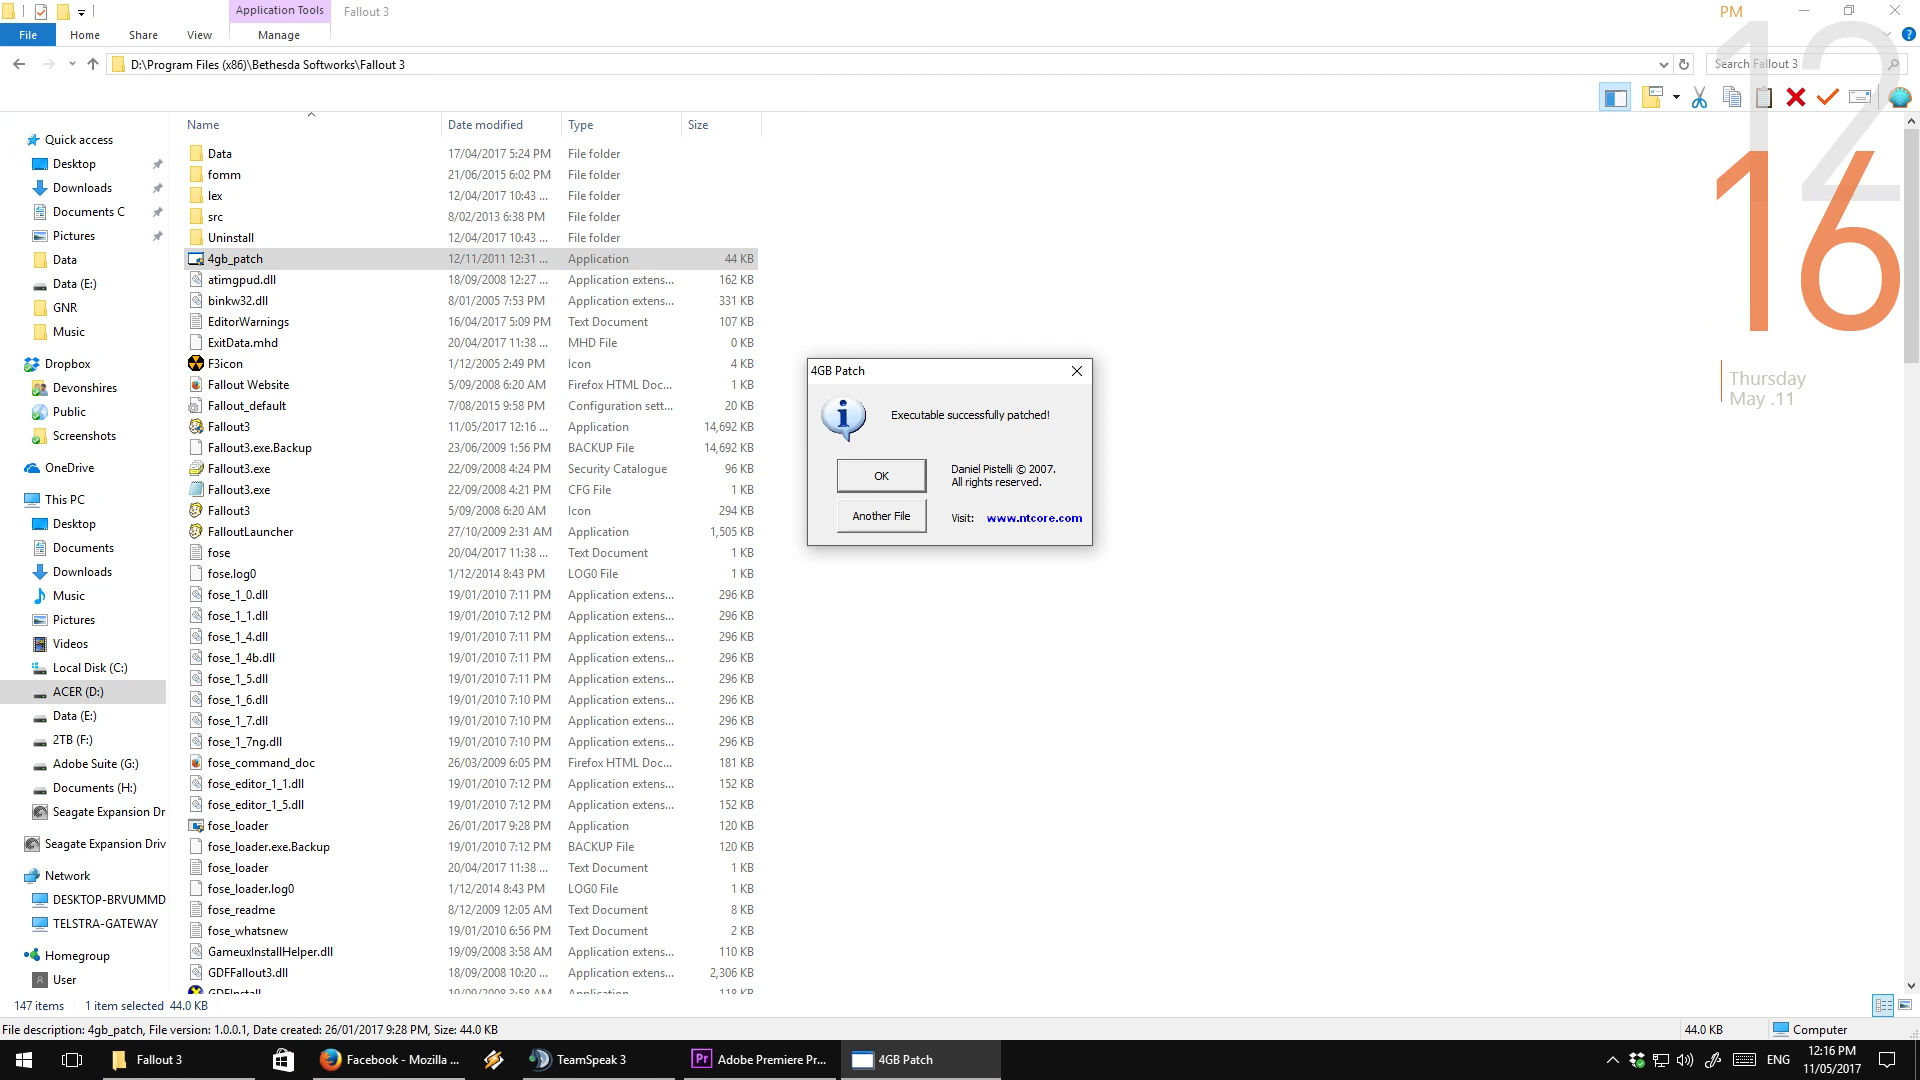 Application Tools
Fallout 3
PM
File
Home
Share
View
Manage
D:\Program Files (x86)\Bethesda Softworks\Fallout 3
Search Fallout 3
12
16
Thursday
May .11
Name
Date modified
Type
Size
Quick access
Desktop
Downloads
Documents C
Pictures
Data
Data (E:)
GNR
Music
Dropbox
Devonshires
Public
Screenshots
OneDrive
This PC
Desktop
Documents
Downloads
Music
Pictures
Videos
Local Disk (C:)
ACER (D:)
Data (E:)
2TB (F:)
Adobe Suite (G:)
Documents (H:)
Seagate Expansion Dr
Seagate Expansion Driv
Network
DESKTOP-BRVUMMD
TELSTRA-GATEWAY
Homegroup
User
Data 17/04/2017 5:24 PM File folder
fomm 21/06/2015 6:02 PM File folder
lex 12/04/2017 10:43 ... File folder
src 8/02/2013 6:38 PM File folder
Uninstall 12/04/2017 10:43 ... File folder
4gb_patch 12/11/2011 12:31 ... Application 44 KB
atimgpud.dll 18/09/2008 12:27 ... Application extens... 162 KB
binkw32.dll 8/01/2005 7:53 PM Application extens... 331 KB
EditorWarnings 16/04/2017 5:09 PM Text Document 107 KB
ExitData.mhd 20/04/2017 11:38 ... MHD File 0 KB
F3icon 1/12/2005 2:49 PM Icon 4 KB
Fallout Website 5/09/2008 6:20 AM Firefox HTML Doc... 1 KB
Fallout_default 7/08/2015 9:58 PM Configuration sett... 20 KB
Fallout3 11/05/2017 12:16 ... Application 14,692 KB
Fallout3.exe.Backup 23/06/2009 1:56 PM BACKUP File 14,692 KB
Fallout3.exe 22/09/2008 4:24 PM Security Catalogue 96 KB
Fallout3.exe 22/09/2008 4:21 PM CFG File 1 KB
Fallout3 5/09/2008 6:20 AM Icon 294 KB
FalloutLauncher 27/10/2009 2:31 AM Application 1,505 KB
fose 20/04/2017 11:38 ... Text Document 1 KB
fose.log0 1/12/2014 8:43 PM LOG0 File 1 KB
fose_1_0.dll 19/01/2010 7:11 PM Application extens... 296 KB
fose_1_1.dll 19/01/2010 7:12 PM Application extens... 296 KB
fose_1_4.dll 19/01/2010 7:11 PM Application extens... 296 KB
fose_1_4b.dll 19/01/2010 7:11 PM Application extens... 296 KB
fose_1_5.dll 19/01/2010 7:11 PM Application extens... 296 KB
fose_1_6.dll 19/01/2010 7:10 PM Application extens... 296 KB
fose_1_7.dll 19/01/2010 7:10 PM Application extens... 296 KB
fose_1_7ng.dll 19/01/2010 7:10 PM Application extens... 296 KB
fose_command_doc 26/03/2009 6:05 PM Firefox HTML Doc... 181 KB
fose_editor_1_1.dll 19/01/2010 7:12 PM Application extens... 152 KB
fose_editor_1_5.dll 19/01/2010 7:12 PM Application extens... 152 KB
fose_loader 26/01/2017 9:28 PM Application 120 KB
fose_loader.exe.Backup 19/01/2010 7:12 PM BACKUP File 120 KB
fose_loader 20/04/2017 11:38 ... Text Document 1 KB
fose_loader.log0 1/12/2014 8:43 PM LOG0 File 1 KB
fose_readme 8/12/2009 12:05 AM Text Document 8 KB
fose_whatsnew 19/01/2010 6:56 PM Text Document 2 KB
GameuxInstallHelper.dll 19/09/2008 3:58 AM Application extens... 110 KB
GDFFallout3.dll 18/09/2008 10:20 ... Application extens... 2,306 KB
GDFInstall 19/09/2008 3:58 AM Application 118 KB
4GB Patch
Executable successfully patched!
OK
Daniel Pistelli © 2007.
All rights reserved.
Another File
Visit: www.ntcore.com
147 items 1 item selected 44.0 KB
File description: 4gb_patch, File version: 1.0.0.1, Date created: 26/01/2017 9:28 PM, Size: 44.0 KB
44.0 KB
Computer
Fallout 3
Facebook - Mozilla ...
TeamSpeak 3
Adobe Premiere Pr...
4GB Patch
ENG
12:16 PM
11/05/2017